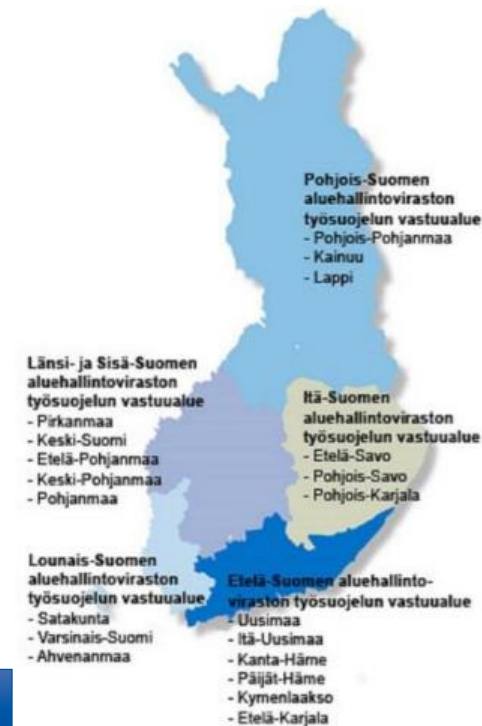 Pohjois-Suomen
aluehallintoviraston
työsuojelun vastuualue
- Pohjois-Pohjanmaa
- Kainuu
- Lappi
Länsi- ja Sisä-Suomen
aluehallintoviraston
työsuojelun vastuualue
- Pirkanmaa
- Keski-Suomi
- Etelä-Pohjanmaa
- Keski-Pohjanmaa
- Pohjanmaa
Itä-Suomen
aluehallintoviraston
työsuojelun vastuualue
- Etelä-Savo
- Pohjois-Savo
- Pohjois-Karjala
Lounais-Suomen
aluehallintoviraston
työsuojelun vastuualue
- Satakunta
- Varsinais-Suomi
- Ahvenanmaa
Etelä-Suomen aluehallinto-
viraston työsuojelun vastuualue
- Uusimaa
- Itä-Uusimaa
- Kanta-Häme
- Päijät-Häme
- Kymenlaakso
- Etelä-Karjala